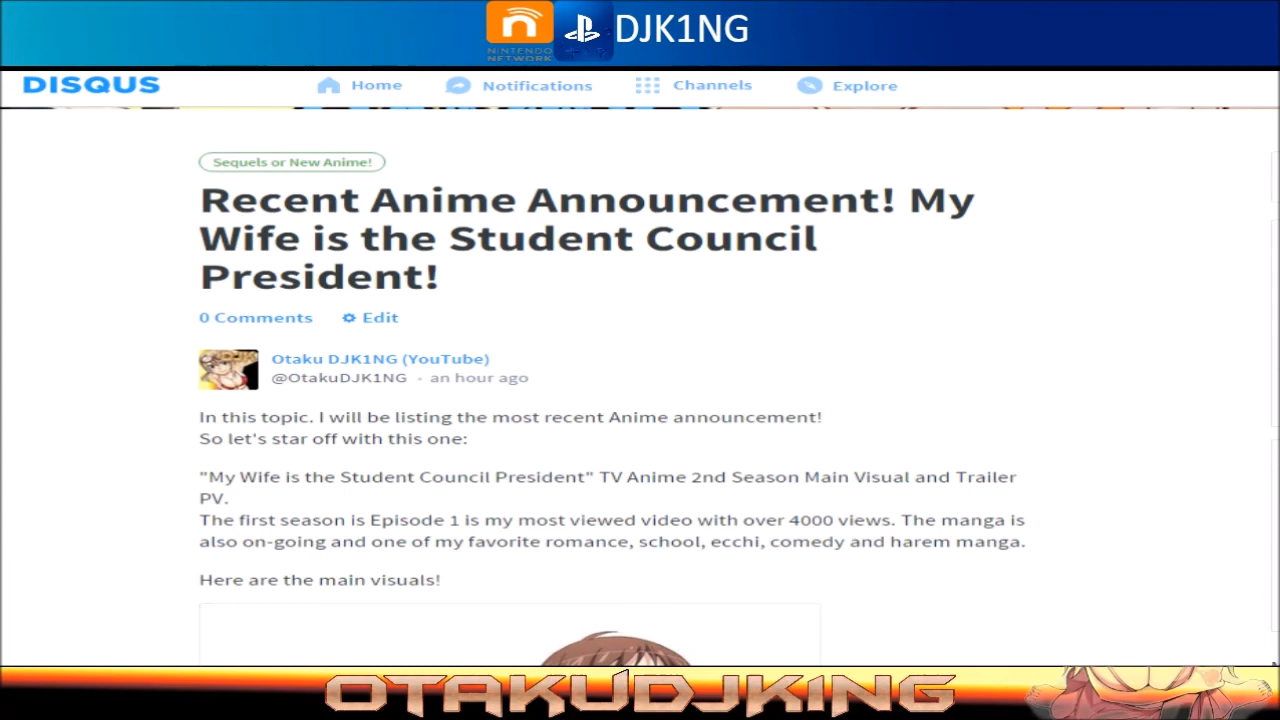 NINTENDO
NETWORK
DJK1NG
DISQUS
Home
Notifications
Channels
Explore
Sequels or New Anime!
Recent Anime Announcement! My
Wife is the Student Council
President!
0 Comments
Edit
DJK
Otaku DJK1NG (YouTube)
@OtakuDJK1NG - an hour ago
In this topic. I will be listing the most recent Anime announcement!
So let's star off with this one:
"My Wife is the Student Council President" TV Anime 2nd Season Main Visual and Trailer
PV.
The first season is Episode 1 is my most viewed video with over 4000 views. The manga is
also on-going and one of my favorite romance, school, ecchi, comedy and harem manga.
Here are the main visuals!
OTAKUDJKING